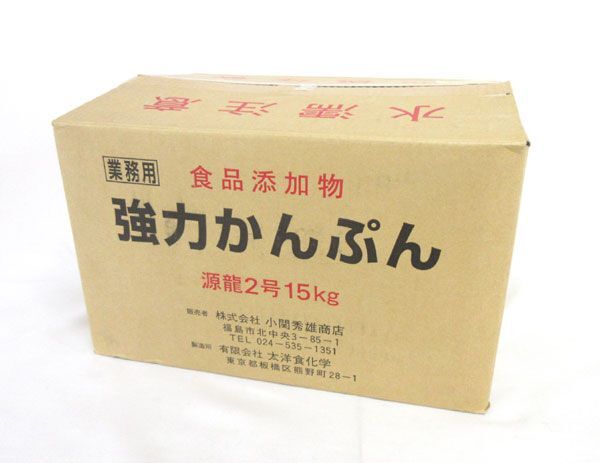 水濡注意
業務用
食品添加物
強力かんぷん
源龍2号15kg
販売者 株式会社 小関秀雄商店
福島市北中央3-85-1
TEL 024-535-1351
製造所 有限会社 太洋食化学
東京都板橋区熊野町28-1